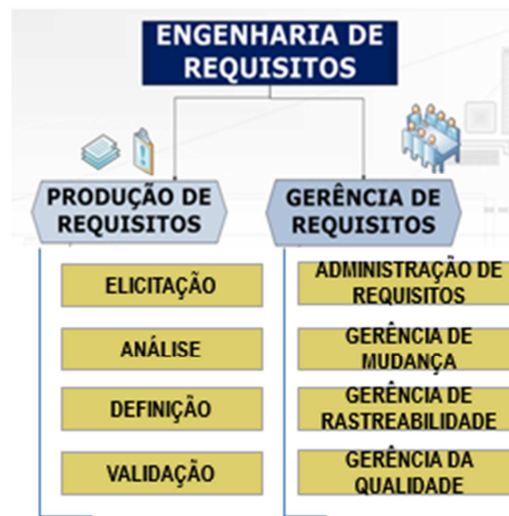 ENGENHARIA DE
REQUISITOS
PRODUÇÃO DE
REQUISITOS
ELICITAÇÃO
ANÁLISE
DEFINIÇÃO
VALIDAÇÃO
GERÊNCIA DE
REQUISITOS
ADMINISTRAÇÃO DE
REQUISITOS
GERÊNCIA DE
MUDANÇA
GERÊNCIA DE
RASTREABILIDADE
GERÊNCIA DA
QUALIDADE